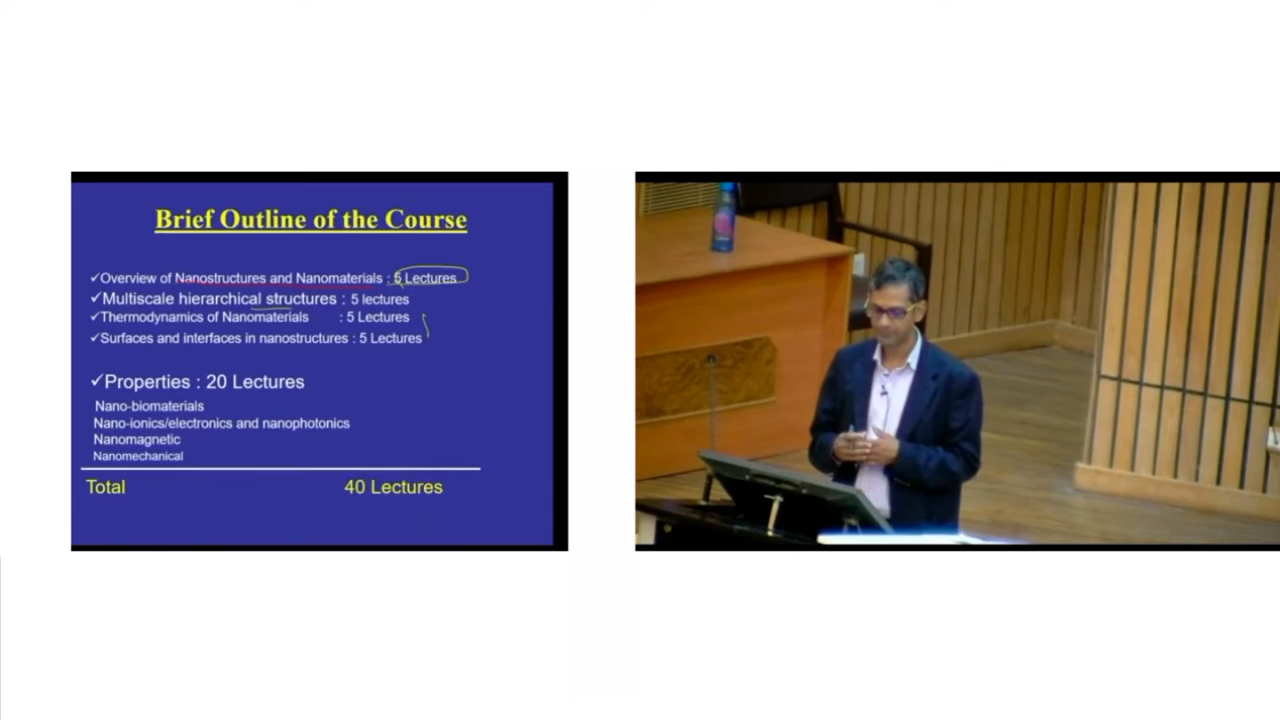 Brief Outline of the Course
✓Overview of Nanostructures and Nanomaterials : 5 Lectures
✓Multiscale hierarchical structures : 5 lectures
✓Thermodynamics of Nanomaterials : 5 Lectures
✓Surfaces and interfaces in nanostructures : 5 Lectures
✓Properties : 20 Lectures
Nano-biomaterials
Nano-ionics/electronics and nanophotonics
Nanomagnetic
Nanomechanical
Total 40 Lectures